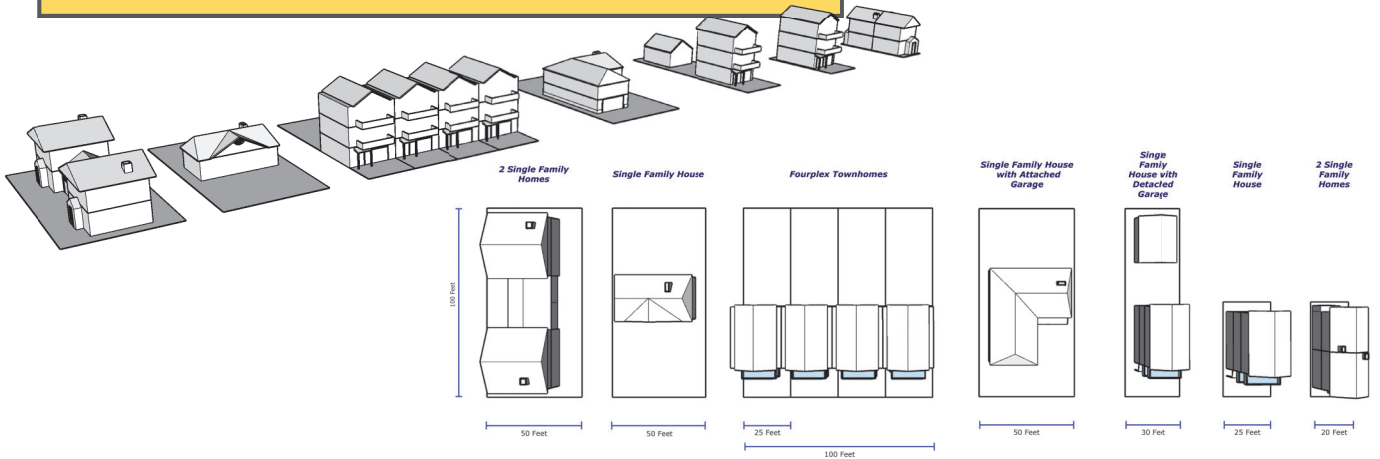 2 Single Family
Homes
Single Family House
Fourplex Townhomes
Single Family House
with Attached
Garage
Singe
Famiy
House vith
Detacled
Garaçe
Single
Family
House
2 Single
Family
Homes
100 Feet
50 Feet
50 Feet
25 Feet
100 Feet
50 Feet
30 Feet
25 Feet
20 Feet